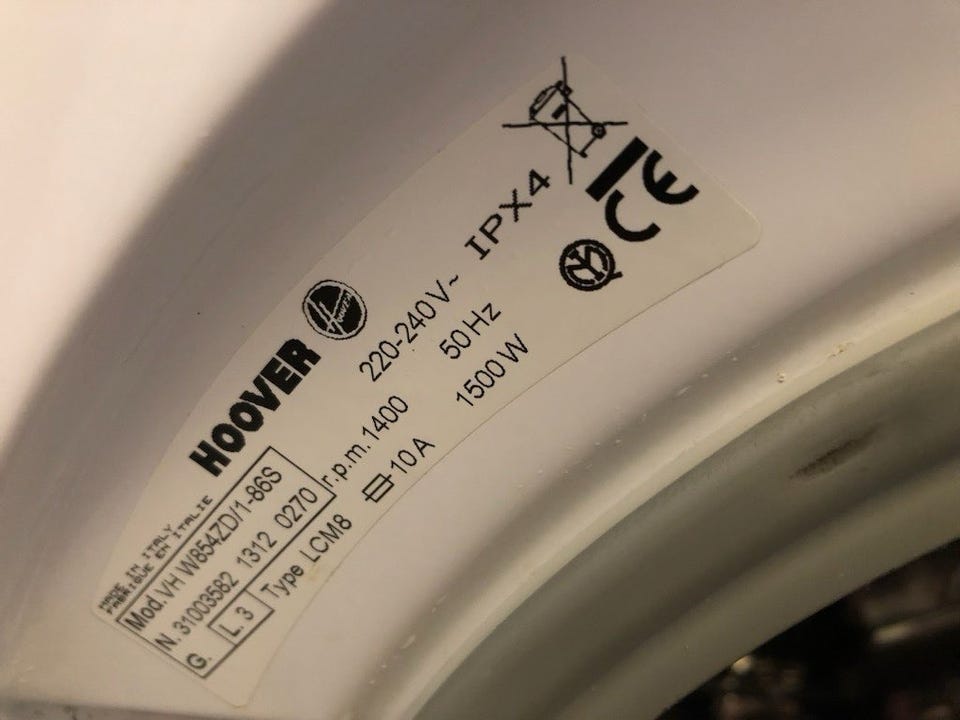 MADE IN ITALY
FABRIQUE EN ITALIE
HOOVER
HOOVER
Mod. VH W854ZD/1-86S
N. 31003582 1312 0270
G. L. 3 Type LCM8
r.p.m. 1400
10 A
220-240 V~ IPX4
50 Hz
1500 W
CE